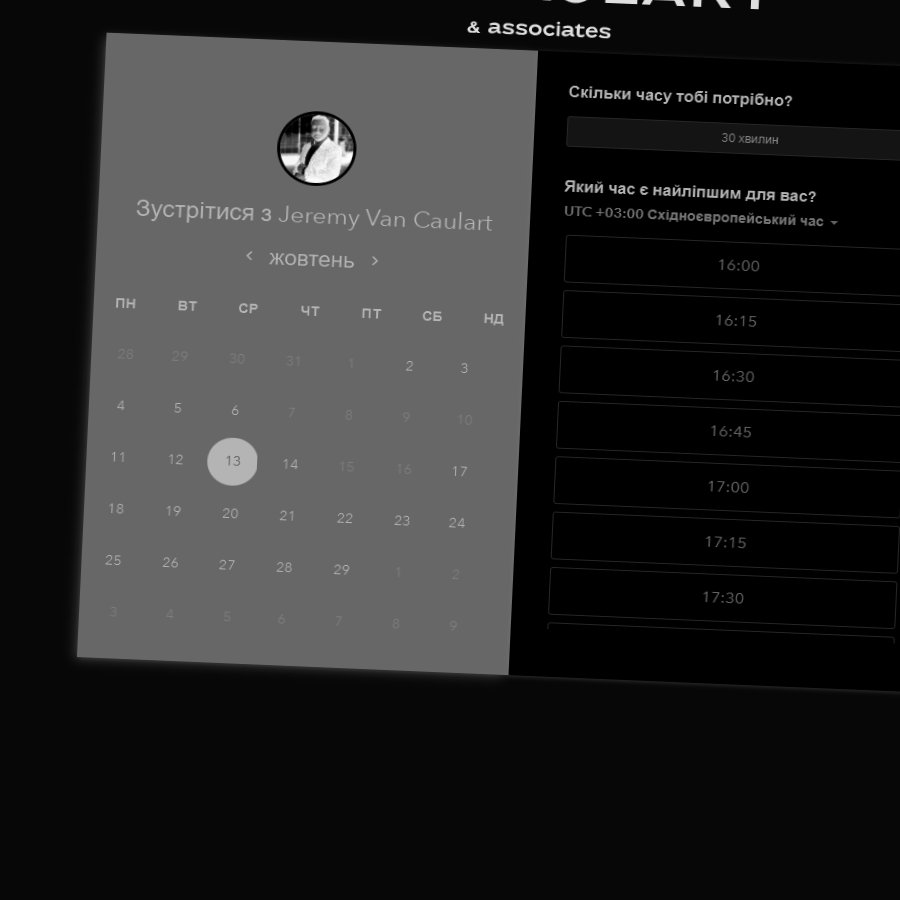 & associates
Зустрітися з Jeremy Van Caulart
жовтень
ПН ВТ СР ЧТ ПТ СБ НД
28 29 30 31 1 2 3
4 5 6 7 8 9 10
11 12 13 14 15 16 17
18 19 20 21 22 23 24
25 26 27 28 29 1 2
3 4 5 6 7 8 9
Скільки часу тобі потрібно?
30 хвилин
Який час є найліпшим для вас?
UTC +03:00 Східноєвропейський час
16:00
16:15
16:30
16:45
17:00
17:15
17:30